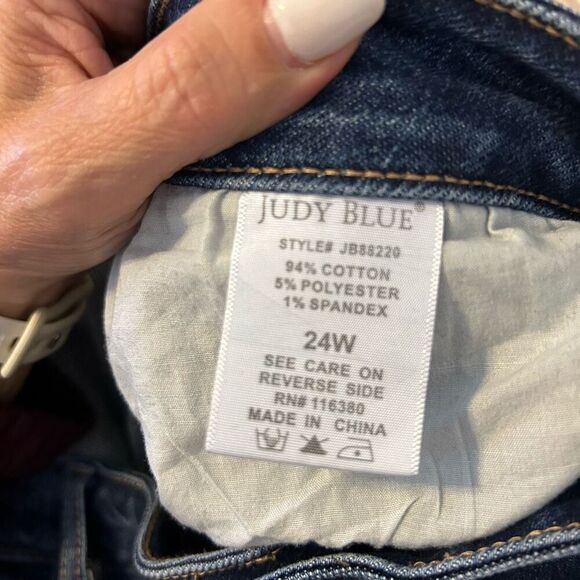 JUDY BLUE®
STYLE# JB88220
94% COTTON
5% POLYESTER
1% SPANDEX
24W
SEE CARE ON
REVERSE SIDE
RN# 116380
MADE IN CHINA